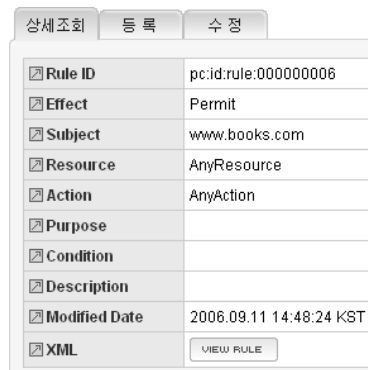 상세조회 등 록 수 정
Rule ID pc:id:rule:000000006
Effect Permit
Subject www.books.com
Resource AnyResource
Action AnyAction
Purpose
Condition
Description
Modified Date 2006.09.11 14:48:24 KST
XML VIEW RULE